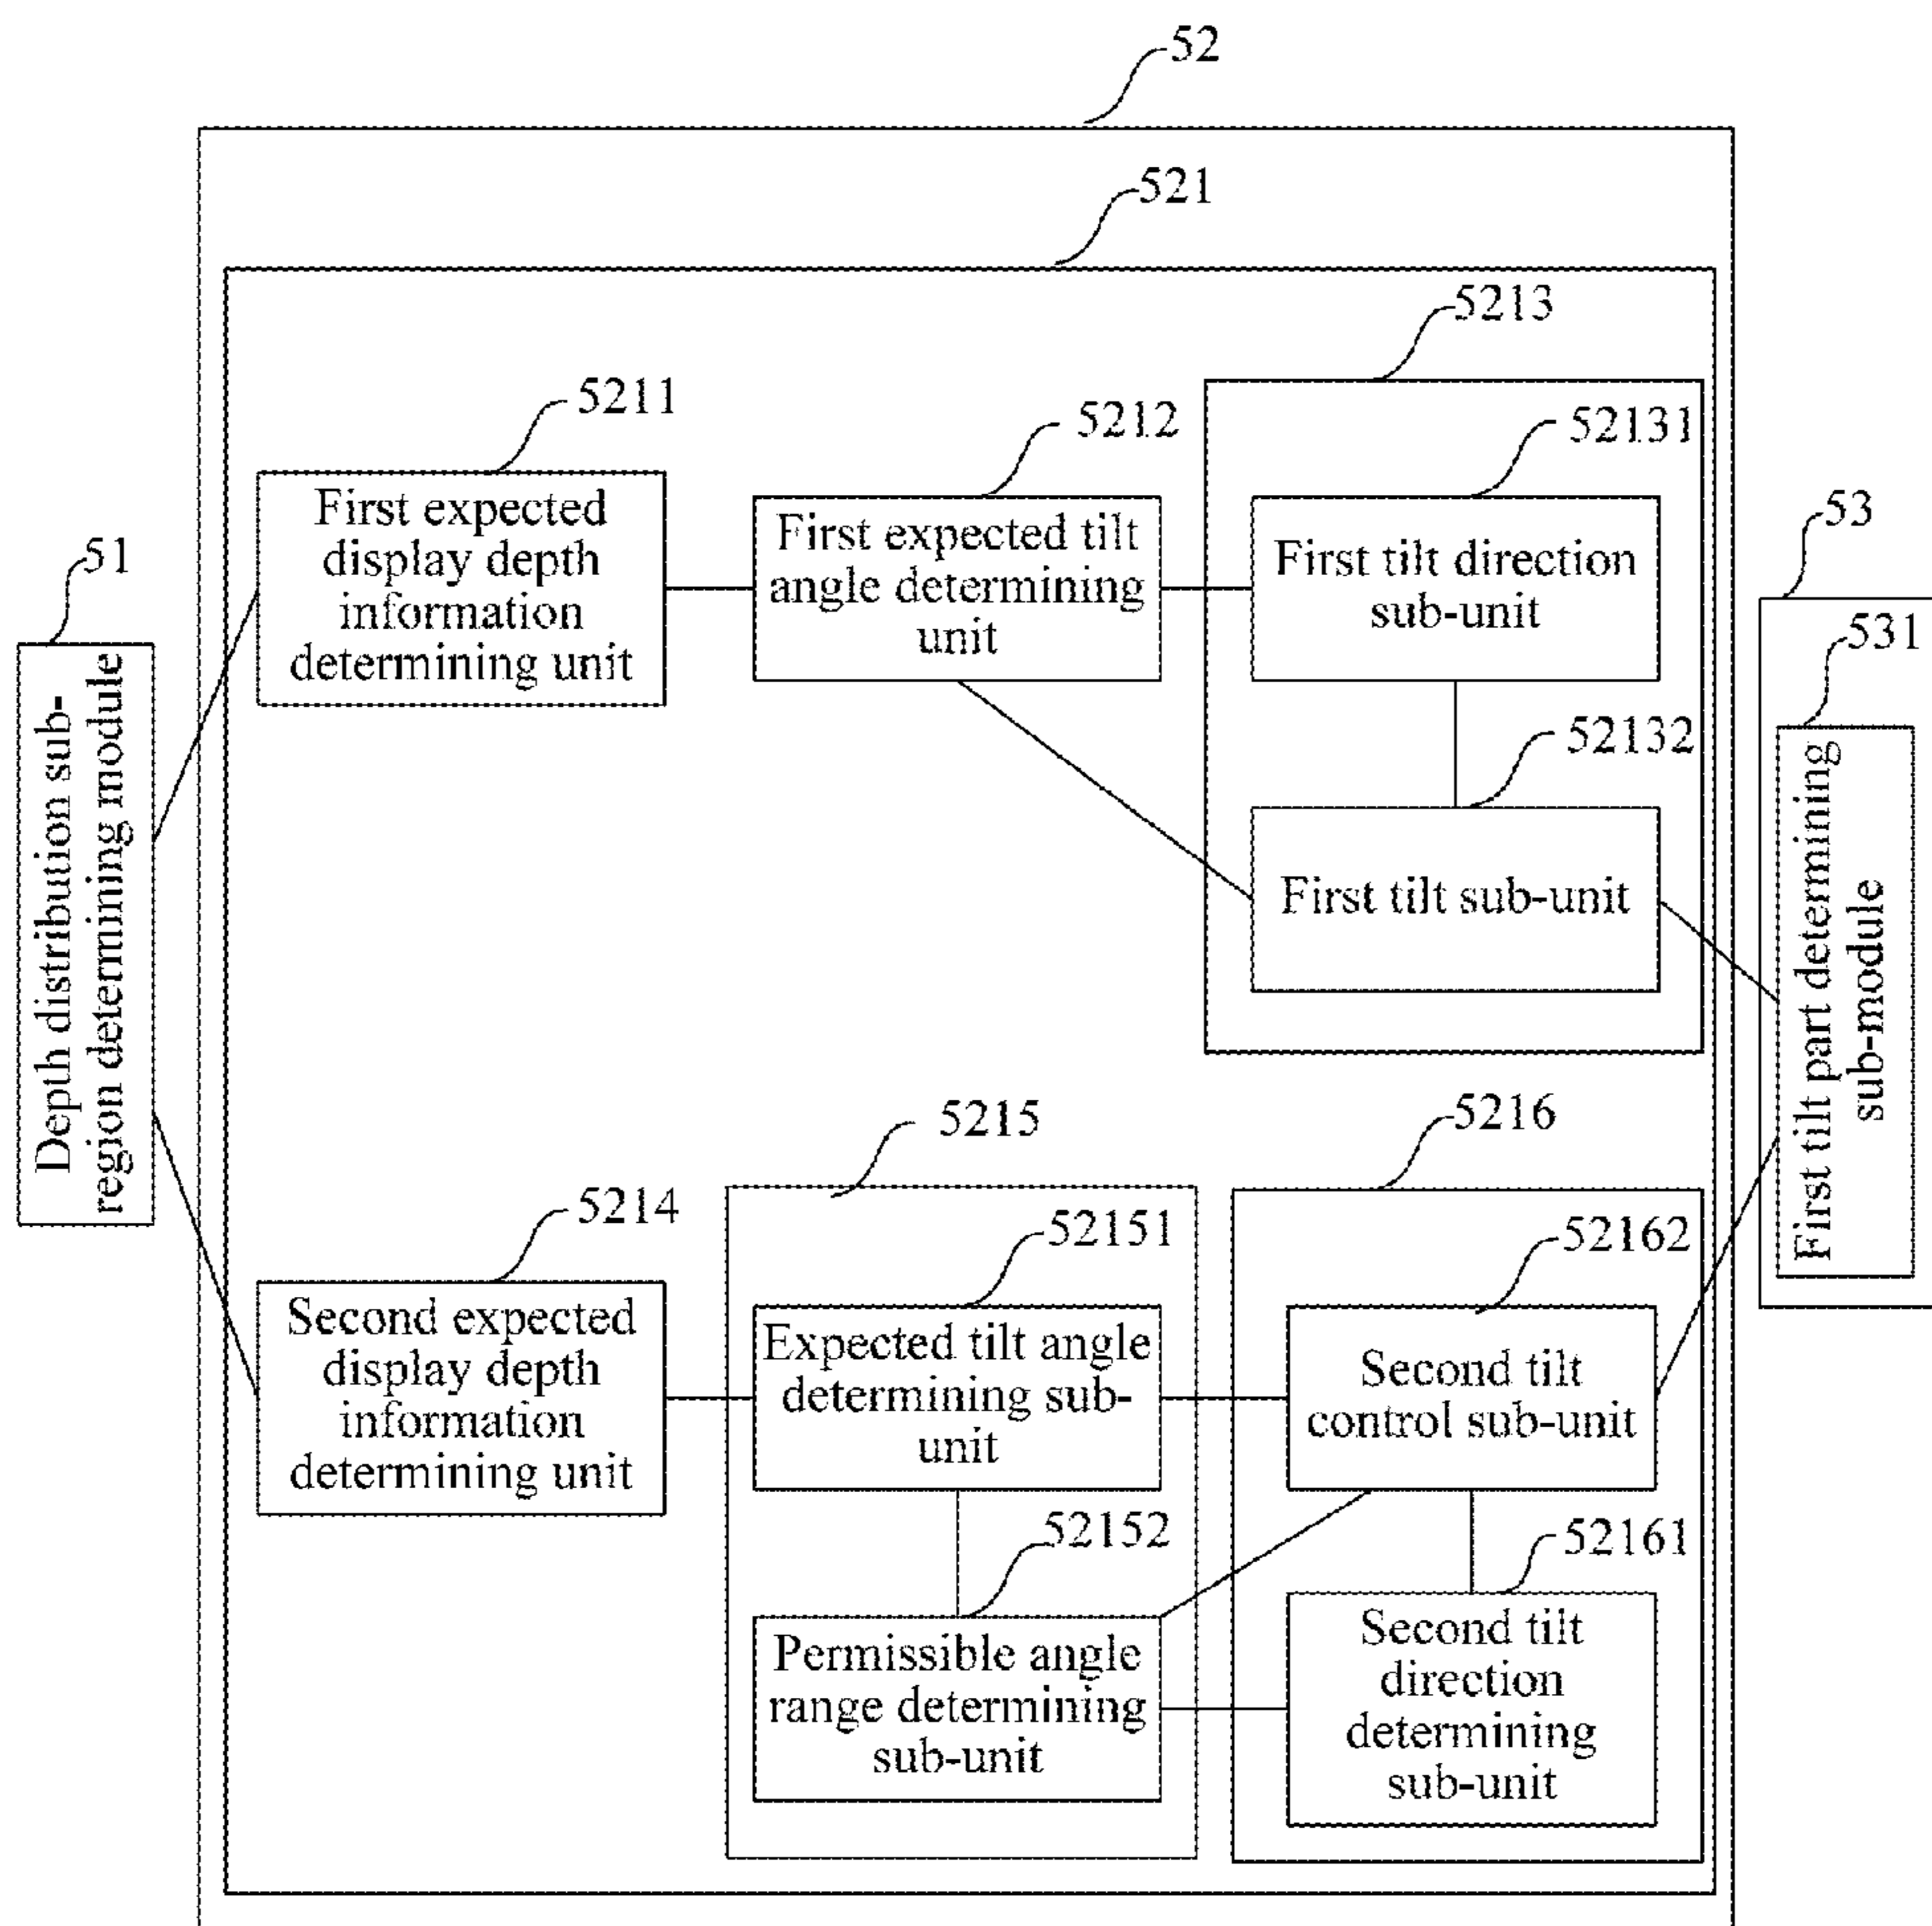 52
521
5213
5211
5212
52131
First expected
display depth
information
determining unit
First expected tilt
angle determining
unit
First tilt direction
sub-unit
51
Depth distribution sub-
region determining module
53
531
First tilt part determining
sub-module
52132
First tilt sub-unit
5215
5216
5214
52151
52162
Second expected
display depth
information
determining unit
Expected tilt angle
determining sub-
unit
Second tilt
control sub-unit
52152
52161
Permissible angle
range determining
sub-unit
Second tilt
direction
determining
sub-unit